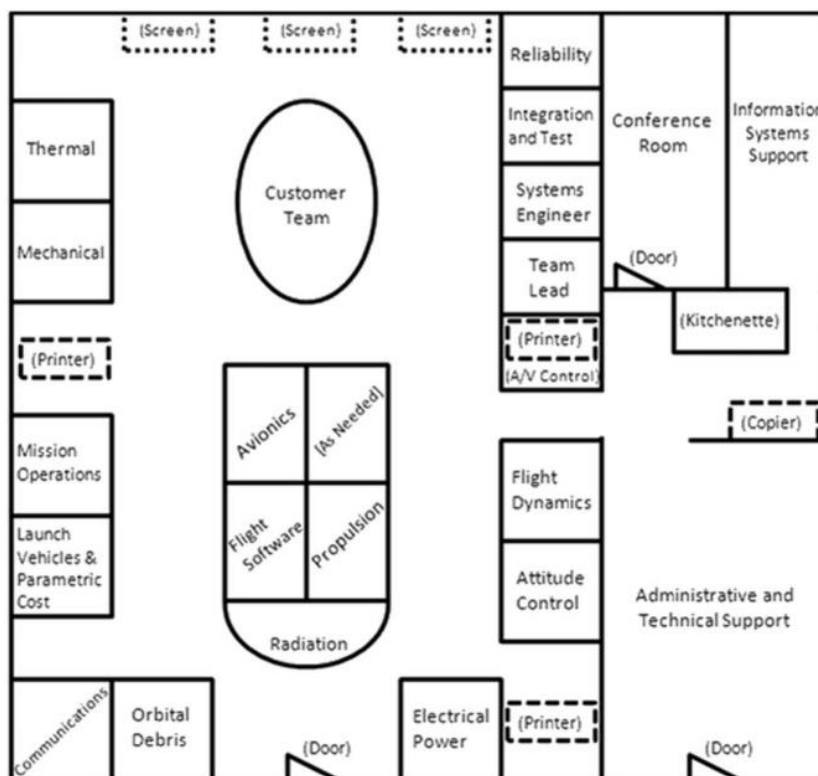 (Screen)
(Screen)
(Screen)
Reliability
Integration
and Test
Conference
Room
Information
Systems
Support
Thermal
Customer
Team
Systems
Engineer
Mechanical
Team
Lead
(Door)
(Printer)
(Printer)
(A/V Control)
(Kitchenette)
Avionics
[As Needed]
(Copier)
Mission
Operations
Flight
Dynamics
Launch
Vehicles &
Parametric
Cost
Flight
Software
Propulsion
Attitude
Control
Administrative and
Technical Support
Radiation
Communications
Orbital
Debris
(Door)
Electrical
Power
(Printer)
(Door)